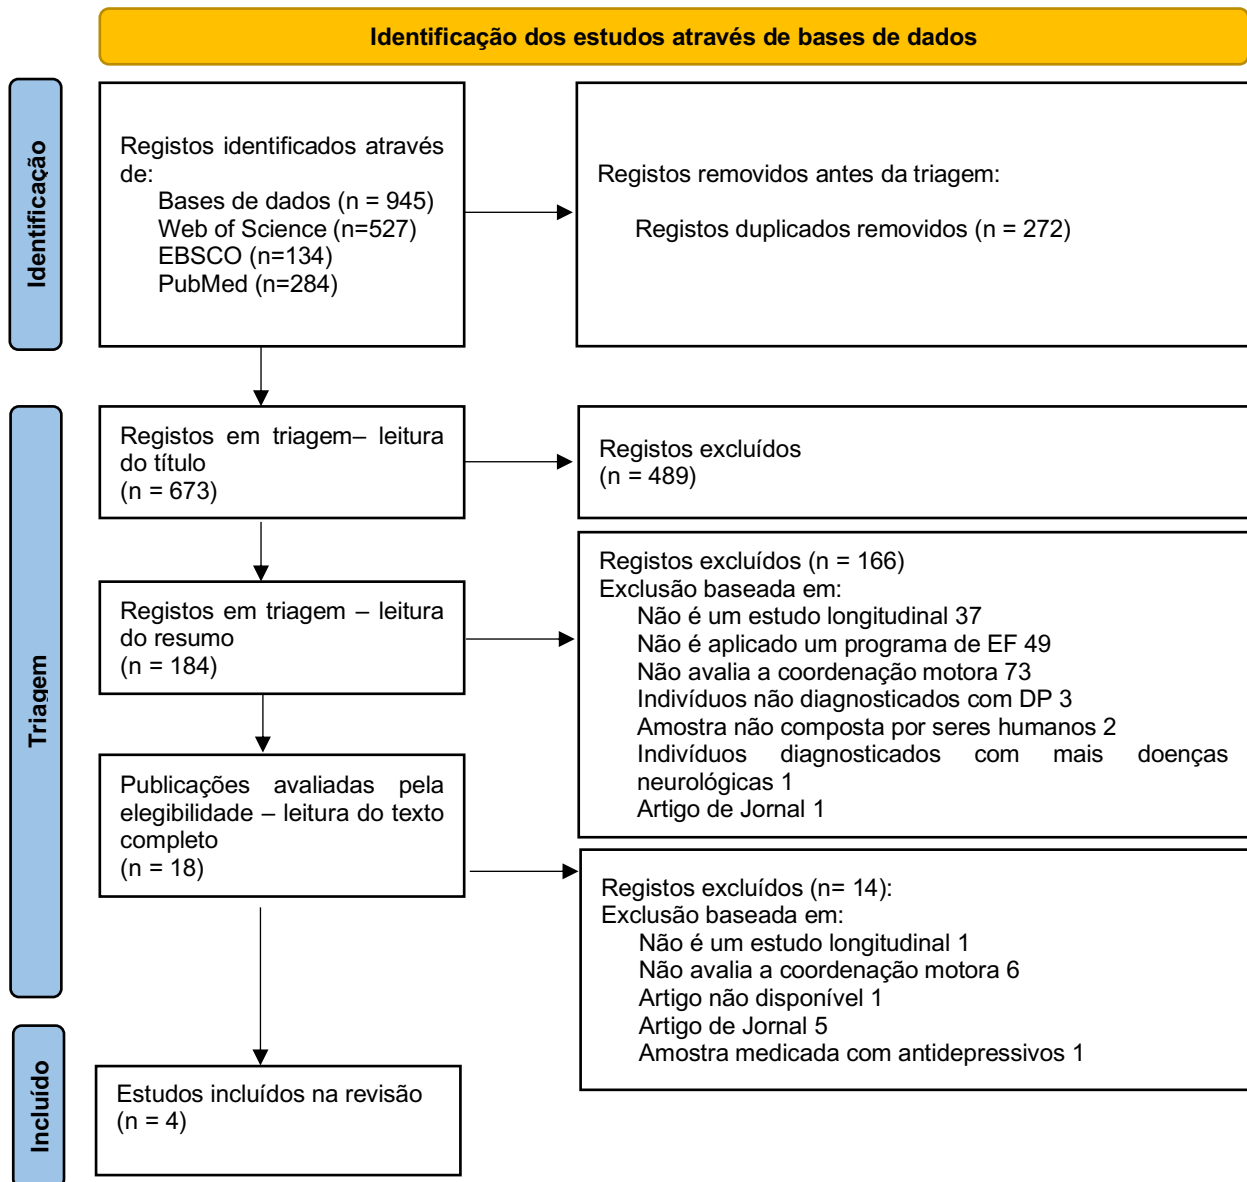 Identificação dos estudos através de bases de dados
Identificação
Registos identificados através
de:
Bases de dados (n = 945)
Web of Science (n=527)
EBSCO (n=134)
PubMed (n=284)
Registos removidos antes da triagem:
Registos duplicados removidos (n = 272)
Triagem
Registos em triagem– leitura
do título
(n = 673)
Registos excluídos
(n = 489)
Registos em triagem – leitura
do resumo
(n = 184)
Registos excluídos (n = 166)
Exclusão baseada em:
Não é um estudo longitudinal 37
Não é aplicado um programa de EF 49
Não avalia a coordenação motora 73
Indivíduos não diagnosticados com DP 3
Amostra não composta por seres humanos 2
Indivíduos diagnosticados com mais doenças
neurológicas 1
Artigo de Jornal 1
Publicações avaliadas pela
elegibilidade – leitura do texto
completo
(n = 18)
Registos excluídos (n= 14):
Exclusão baseada em:
Não é um estudo longitudinal 1
Não avalia a coordenação motora 6
Artigo não disponível 1
Artigo de Jornal 5
Amostra medicada com antidepressivos 1
Incluído
Estudos incluídos na revisão
(n = 4)